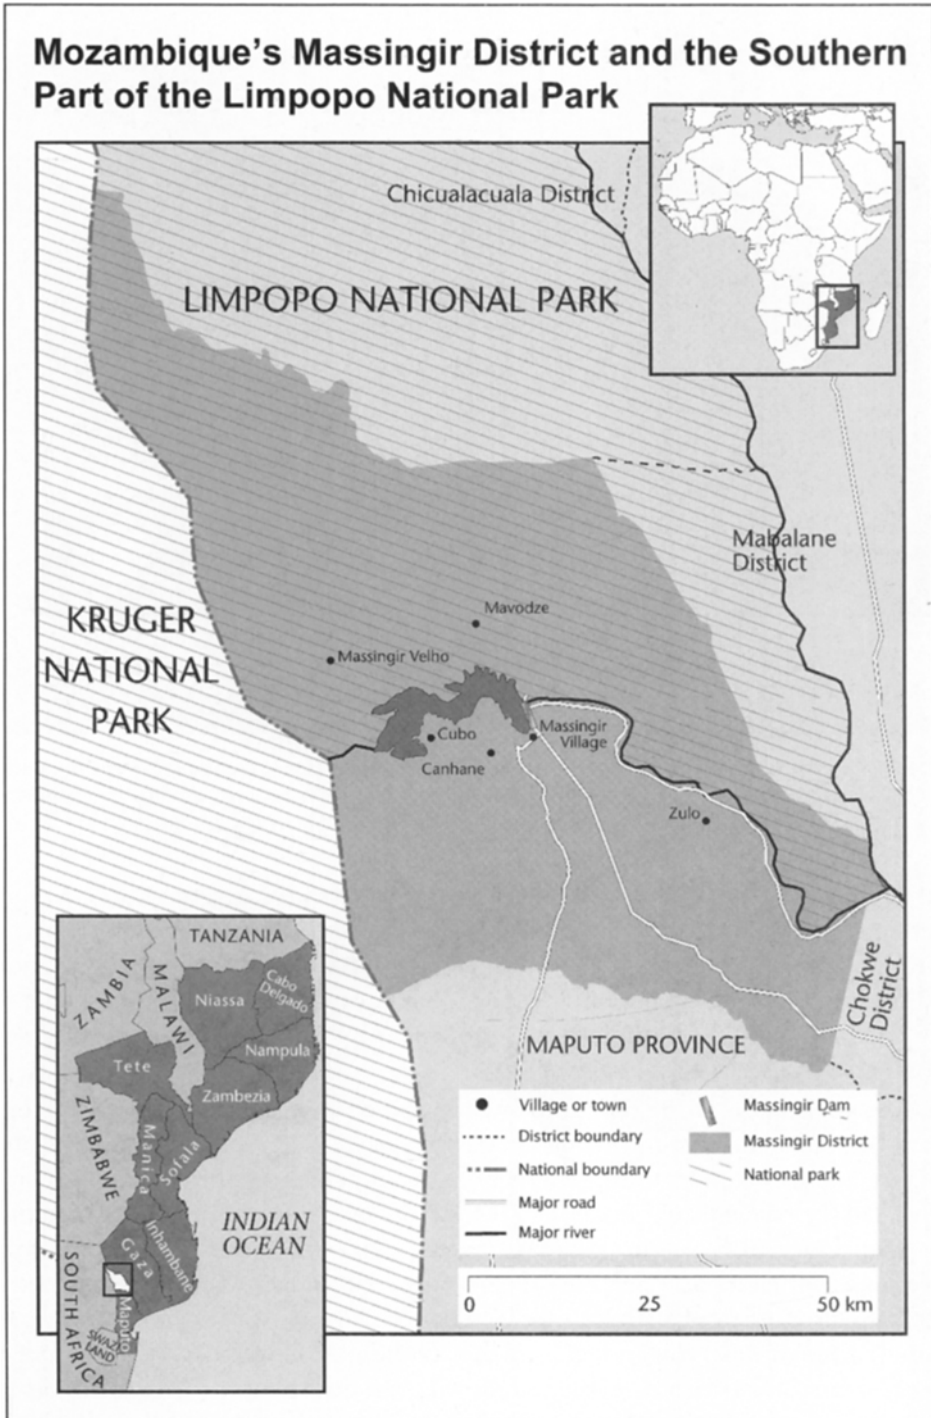 Mozambique's Massingir District and the Southern
Part of the Limpopo National Park
Chicualacuala District
LIMPOPO NATIONAL PARK
Mabalane
District
KRUGER
NATIONAL
PARK
Mavodze
Massingir Velho
Massingir
Village
Cubo
Canhane
Zulo
Chokwe
District
MAPUTO PROVINCE
TANZANIA
ZAMBIA
MALAWI
Niassa
Cabo
Delgado
Nampula
Tete
Zambezia
ZIMBABWE
Manica
Sofala
INDIAN
OCEAN
Inhambane
Gaza
SOUTH AFRICA
Maputo
SWAZI
LAND
Village or town
District boundary
National boundary
Major road
Major river
Massingir Dam
Massingir District
National park
0 25 50 km